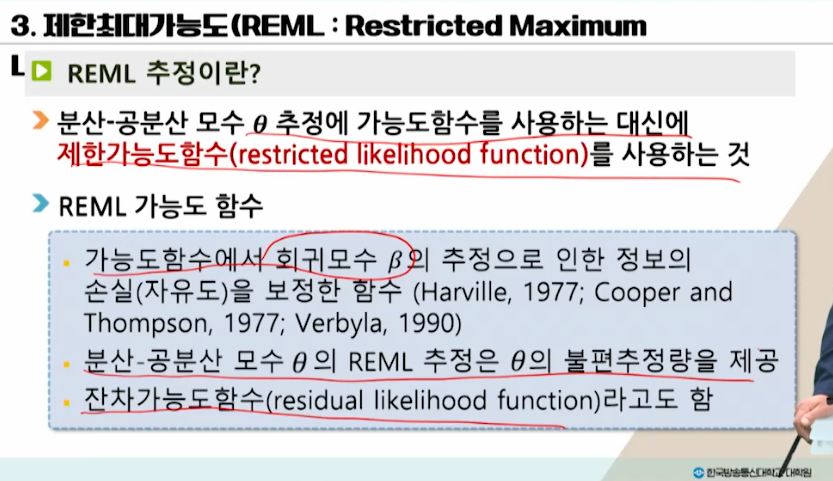 3. 제한최대가능도(REML : Restricted Maximum
L
REML 추정이란?
분산-공분산 모수 θ 추정에 가능도함수를 사용하는 대신에
제한가능도함수(restricted likelihood function)를 사용하는 것
REML 가능도 함수
가능도함수에서 회귀모수 β의 추정으로 인한 정보의
손실(자유도)을 보정한 함수 (Harville, 1977; Cooper and
Thompson, 1977; Verbyla, 1990)
분산-공분산 모수 θ의 REML 추정은 θ의 불편추정량을 제공
잔차가능도함수(residual likelihood function)라고도 함
한국방송통신대학교 대학원